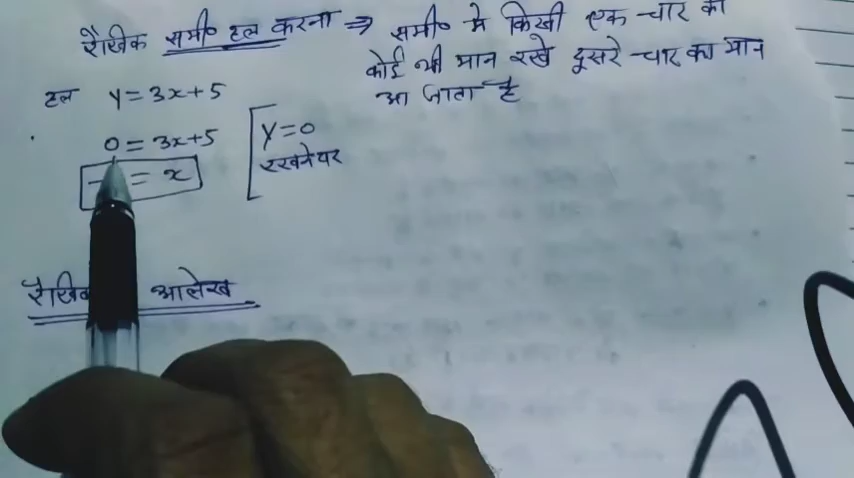 रैखिक समी० हल करना ⇒ समी० मे किसी एक चार का
कोई भी मान रखे दुसरे चार का मान
आ जाता है
हल y = 3x+5
0 = 3x+5 [ y=0
रखनेपर
= x
आलेख